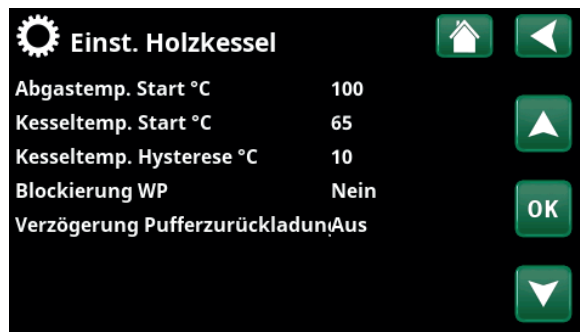 Einst. Holzkessel
Abgastemp. Start °C 100
Kesseltemp. Start °C 65
Kesseltemp. Hysterese °C 10
Blockierung WP Nein
OK
Verzögerung Pufferzurückladun Aus